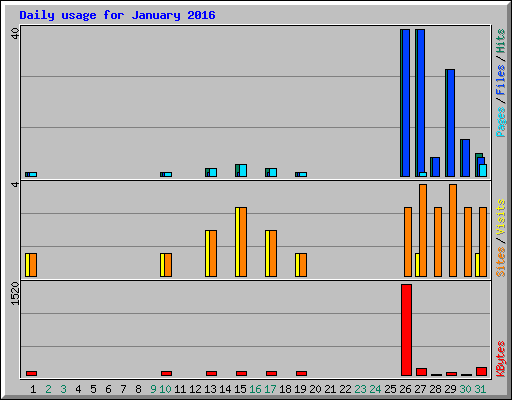 Daily usage for January 2016
40
Pages/Files/Hits
4
Sites/Visits
1520
KBytes
1 2 3 4 5 6 7 8 9 10 11 12 13 14 15 16 17 18 19 20 21 22 23 24 25 26 27 28 29 30 31